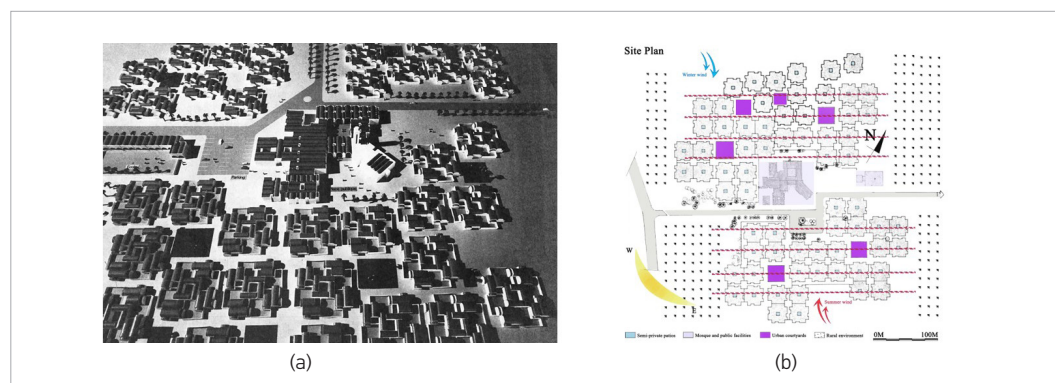 Parking
Site Plan
Winter wind
N
W
E
Summer wind
Semi-private patios
Mosque and public facilities
Urban courtyards
Rural environment
0M
100M
(a)
(b)